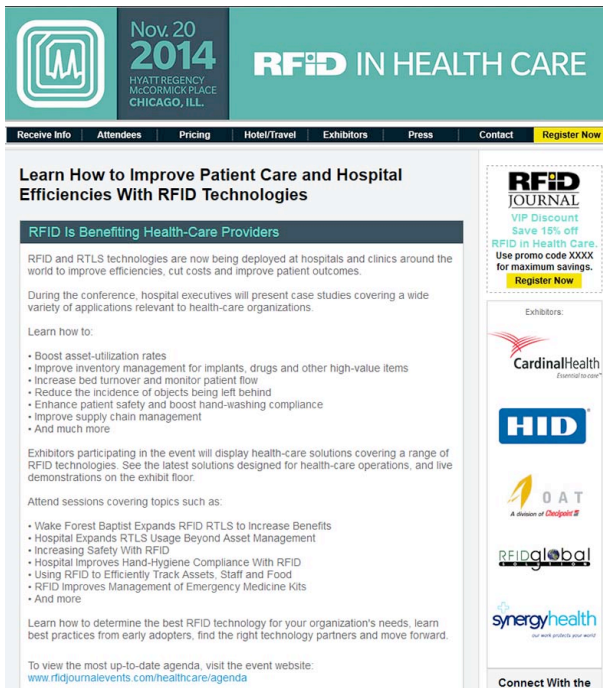 Nov. 20
2014
HYATT REGENCY
McCORMICK PLACE
CHICAGO, ILL.
RFID IN HEALTH CARE
Receive Info Attendees Pricing Hotel/Travel Exhibitors Press Contact Register Now
Learn How to Improve Patient Care and Hospital
Efficiencies With RFID Technologies
RFID Is Benefiting Health-Care Providers
RFID and RTLS technologies are now being deployed at hospitals and clinics around the
world to improve efficiencies, cut costs and improve patient outcomes.
During the conference, hospital executives will present case studies covering a wide
variety of applications relevant to health-care organizations.
Learn how to:
• Boost asset-utilization rates
• Improve inventory management for implants, drugs and other high-value items
• Increase bed turnover and monitor patient flow
• Reduce the incidence of objects being left behind
• Enhance patient safety and boost hand-washing compliance
• Improve supply chain management
• And much more
Exhibitors participating in the event will display health-care solutions covering a range of
RFID technologies. See the latest solutions designed for health-care operations, and live
demonstrations on the exhibit floor.
Attend sessions covering topics such as:
• Wake Forest Baptist Expands RFID RTLS to Increase Benefits
• Hospital Expands RTLS Usage Beyond Asset Management
• Increasing Safety With RFID
• Hospital Improves Hand-Hygiene Compliance With RFID
• Using RFID to Efficiently Track Assets, Staff and Food
• RFID Improves Management of Emergency Medicine Kits
• And more
Learn how to determine the best RFID technology for your organization's needs, learn
best practices from early adopters, find the right technology partners and move forward.
To view the most up-to-date agenda, visit the event website:
www.rfidjournalevents.com/healthcare/agenda
RFID
JOURNAL
VIP Discount
Save 15% off
RFID in Health Care.
Use promo code XXXX
for maximum savings.
Register Now
Exhibitors:
CardinalHealth
Essential to care™
HID
OAT
A division of Checkpoint
RFIDglobal
SOLUTION
synergyhealth
our work protects your world
Connect With the